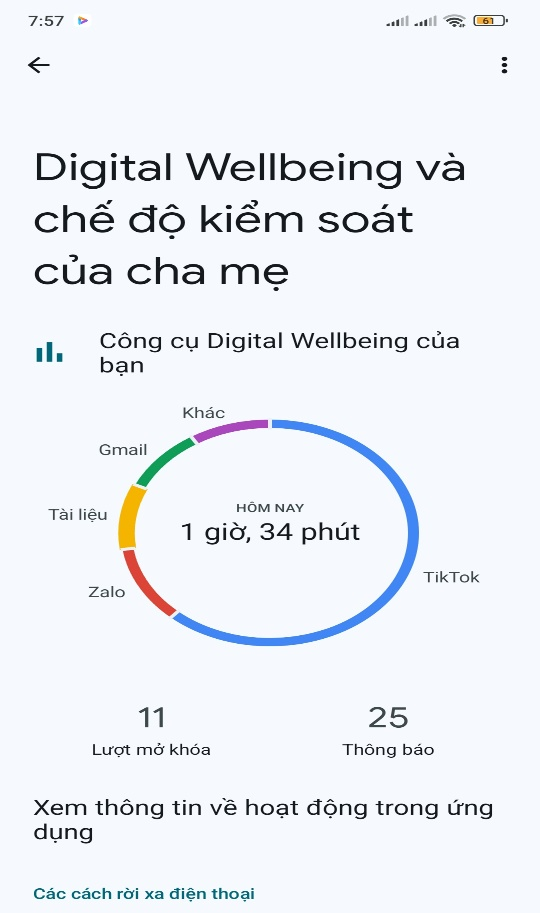 7:57
61
Digital Wellbeing và
chế độ kiểm soát
của cha mẹ
Công cụ Digital Wellbeing của
bạn
Khác
Gmail
Tài liệu
Zalo
TikTok
HÔM NAY
1 giờ, 34 phút
11
Lượt mở khóa
25
Thông báo
Xem thông tin về hoạt động trong ứng
dụng
Các cách rời xa điện thoại